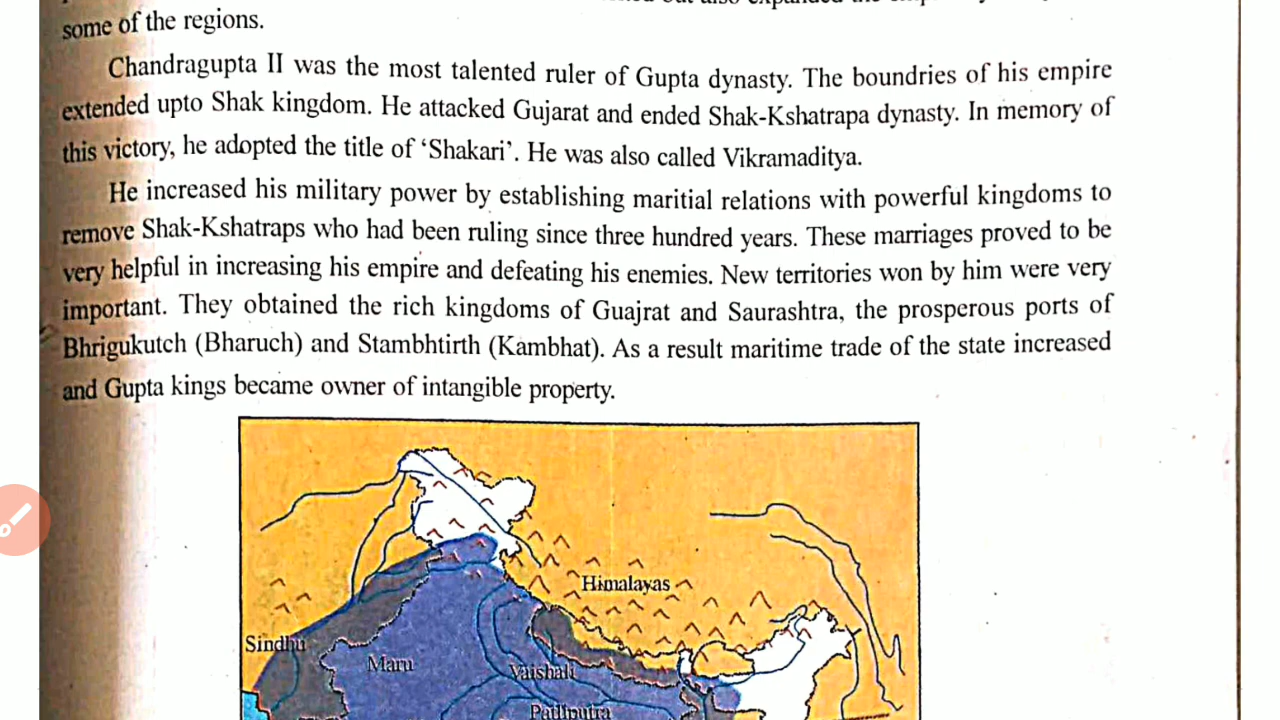 some of the regions.
Chandragupta II was the most talented ruler of Gupta dynasty. The boundries of his empire
extended upto Shak kingdom. He attacked Gujarat and ended Shak-Kshatrapa dynasty. In memory of
this victory, he adopted the title of ‘Shakari’. He was also called Vikramaditya.
He increased his military power by establishing maritial relations with powerful kingdoms to
remove Shak-Kshatraps who had been ruling since three hundred years. These marriages proved to be
very helpful in increasing his empire and defeating his enemies. New territories won by him were very
important. They obtained the rich kingdoms of Guajrat and Saurashtra, the prosperous ports of
Bhrigukutch (Bharuch) and Stambhtirth (Kambhat). As a result maritime trade of the state increased
and Gupta kings became owner of intangible property.
Himalayas
Sindhu
Maru
Vaishali
Patliputra